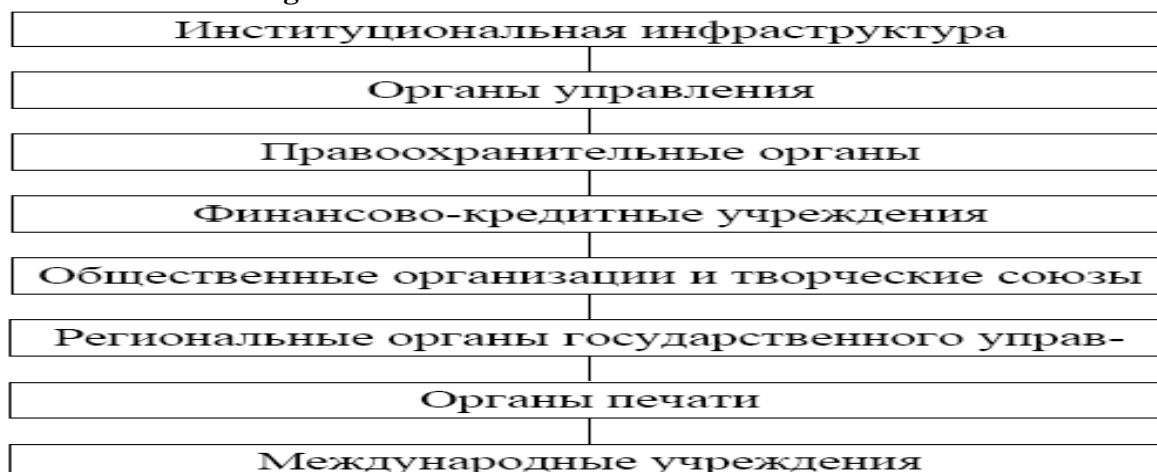 Институциональная инфраструктура
Органы управления
Правоохранительные органы
Финансово-кредитные учреждения
Общественные организации и творческие союзы
Региональные органы государственного управ-
Органы печати
Международные учреждения